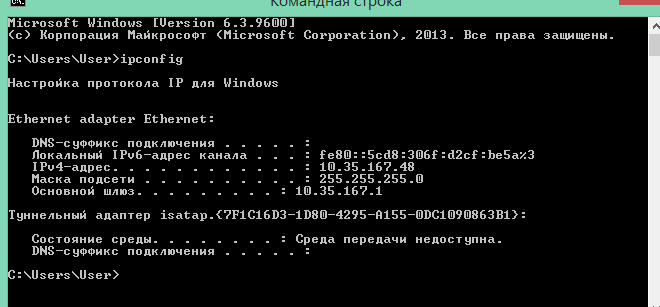 Командная строка
Microsoft Windows [Version 6.3.9600]
(c) Корпорация Майкрософт (Microsoft Corporation), 2013. Все права защищены.
C:\Users\User>ipconfig
Настройка протокола IP для Windows
Ethernet adapter Ethernet:
DNS-суффикс подключения . . . . . :
Локальный IPv6-адрес канала . . . : fe80::5cd8:306f:d2cf:be5a%3
IPv4-адрес. . . . . . . . . . . . : 10.35.167.48
Маска подсети . . . . . . . . . . : 255.255.255.0
Основной шлюз. . . . . . . . . : 10.35.167.1
Туннельный адаптер isatap.{7F1C16D3-1D80-4295-A155-0DC1090863B1}:
Состояние среды. . . . . . . . : Среда передачи недоступна.
DNS-суффикс подключения . . . . . :
C:\Users\User>